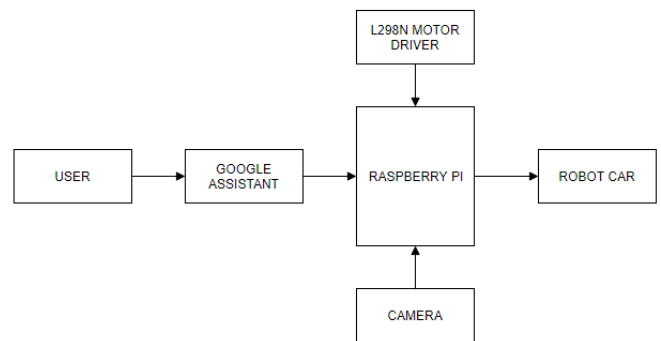 L298N MOTOR
DRIVER
USER
GOOGLE
ASSISTANT
RASPBERRY PI
ROBOT CAR
CAMERA